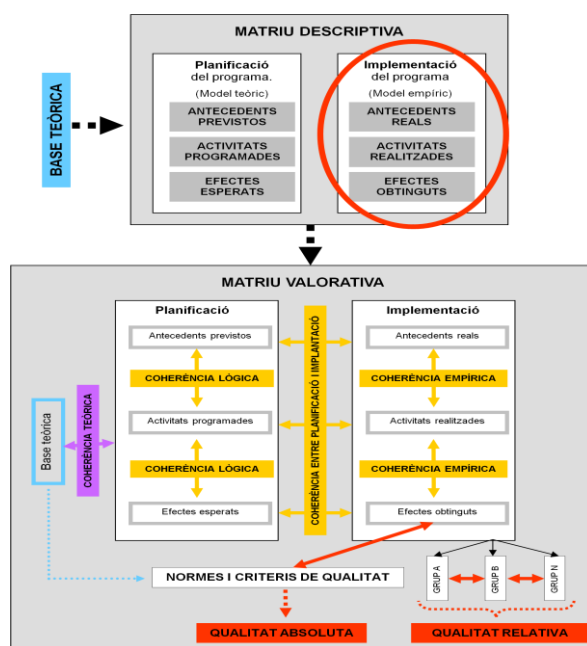 MATRIU DESCRIPTIVA
BASE TEÒRICA
Planificació
del programa.
(Model teòric)
ANTECEDENTS
PREVISTOS
ACTIVITATS
PROGRAMADES
EFECTES
ESPERATS
Implementació
del programa
(Model empíric)
ANTECEDENTS
REALS
ACTIVITATS
REALITZADES
EFECTES
OBTINGUTS
MATRIU VALORATIVA
Base teòrica
COHERÈNCIA TEÒRICA
Planificació
Antecedents previstos
COHERÈNCIA LÒGICA
Activitats programades
COHERÈNCIA LÒGICA
Efectes esperats
COHERÈNCIA ENTRE PLANIFICACIÓ I IMPLANTACIÓ
Implementació
Antecedents reals
COHERÈNCIA EMPÍRICA
Activitats realitzades
COHERÈNCIA EMPÍRICA
Efectes obtinguts
NORMES I CRITERIS DE QUALITAT
GRUP A
GRUP B
GRUP N
QUALITAT ABSOLUTA
QUALITAT RELATIVA